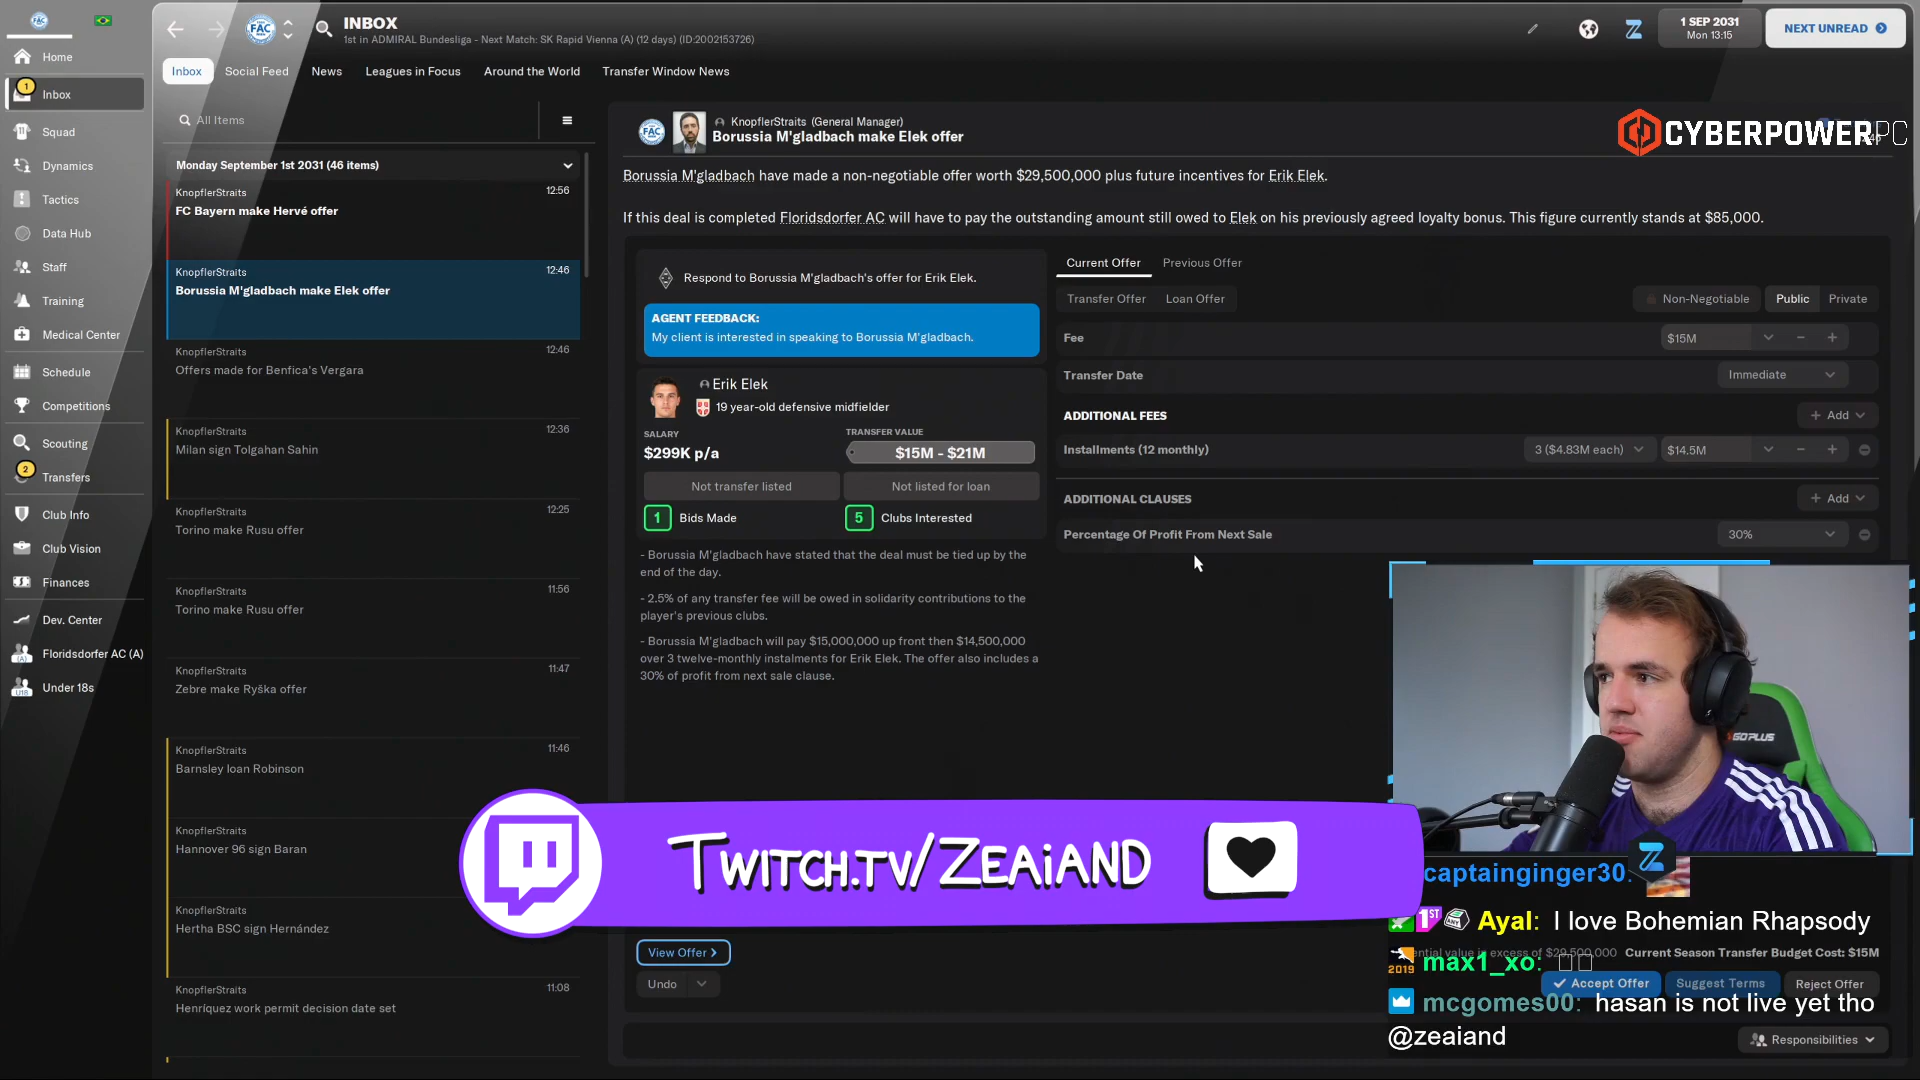 INBOX
1st in ADMIRAL Bundesliga - Next Match: SK Rapid Vienna (A) (12 days) (ID:2002153726)
1 SEP 2031
Mon 13:15
NEXT UNREAD
Inbox
Social Feed
News
Leagues in Focus
Around the World
Transfer Window News
Home
1
Inbox
Squad
Dynamics
Tactics
Data Hub
Staff
Training
Medical Center
Schedule
Competitions
Scouting
2
Transfers
Club Info
Club Vision
Finances
Dev. Center
Floridsdorfer AC (A)
Under 18s
All Items
Monday September 1st 2031 (46 items)
KnopflerStraits 12:56
FC Bayern make Hervé offer
KnopflerStraits 12:46
Borussia M'gladbach make Elek offer
KnopflerStraits 12:46
Offers made for Benfica's Vergara
KnopflerStraits 12:36
Milan sign Tolgahan Sahin
KnopflerStraits 12:25
Torino make Rusu offer
KnopflerStraits 11:56
Torino make Rusu offer
KnopflerStraits 11:47
Zebre make Ryška offer
KnopflerStraits 11:46
Barnsley loan Robinson
KnopflerStraits
Hannover 96 sign Baran
KnopflerStraits
Hertha BSC sign Hernández
KnopflerStraits 11:08
Henríquez work permit decision date set
FAC
KnopflerStraits (General Manager)
Borussia M'gladbach make Elek offer
CYBERPOWERPC
Borussia M'gladbach have made a non-negotiable offer worth $29,500,000 plus future incentives for Erik Elek.
If this deal is completed Floridsdorfer AC will have to pay the outstanding amount still owed to Elek on his previously agreed loyalty bonus. This figure currently stands at $85,000.
Respond to Borussia M'gladbach's offer for Erik Elek.
AGENT FEEDBACK:
My client is interested in speaking to Borussia M'gladbach.
Erik Elek
19 year-old defensive midfielder
SALARY
$299K p/a
TRANSFER VALUE
$15M - $21M
Not transfer listed
Not listed for loan
1 Bids Made
5 Clubs Interested
- Borussia M'gladbach have stated that the deal must be tied up by the
end of the day.
- 2.5% of any transfer fee will be owed in solidarity contributions to the
player's previous clubs.
- Borussia M'gladbach will pay $15,000,000 up front then $14,500,000
over 3 twelve-monthly instalments for Erik Elek. The offer also includes a
30% of profit from next sale clause.
Current Offer
Previous Offer
Transfer Offer
Loan Offer
Non-Negotiable
Public
Private
Fee $15M
Transfer Date Immediate
ADDITIONAL FEES Add
Installments (12 monthly) 3 ($4.83M each) $14.5M
ADDITIONAL CLAUSES Add
Percentage Of Profit From Next Sale 30%
GOPLUS
TWITCH.TV/ZEAiAND
captainginger30:
1ST Ayal: I love Bohemian Rhapsody
value in excess of $29,500,000
Current Season Transfer Budget Cost: $15M
2019 max1_xo:
View Offer
Undo
Accept Offer
Suggest Terms
Reject Offer
mcgomes00: hasan is not live yet tho
@zeaiand
Responsibilities